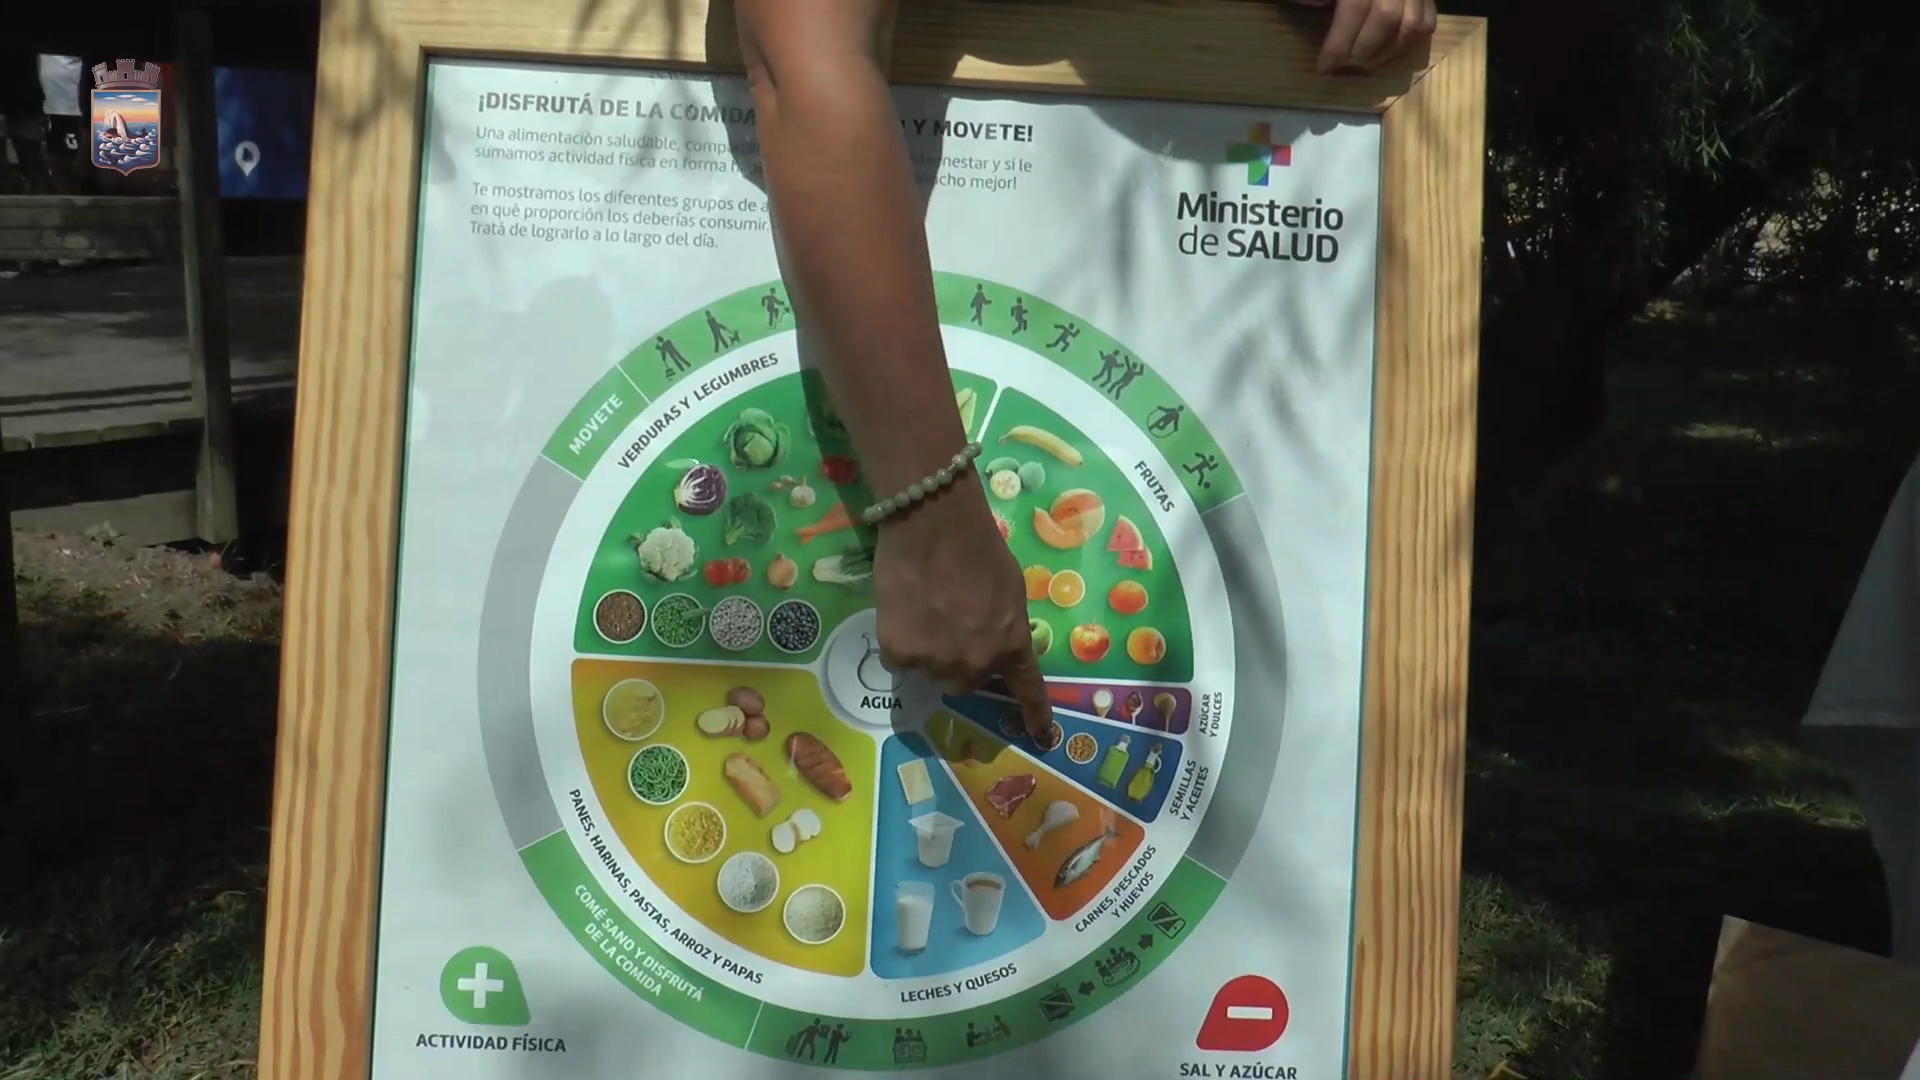 ¡DISFRUTÁ DE LA COMIDA Y MOVETE!
Una alimentación saludable, bienestar y si le
sumamos actividad física en forma mucho mejor!
Te mostramos los diferentes grupos de
en qué proporción los deberías consumir.
Tratá de lograrlo a lo largo del día.
Ministerio
de SALUD
MOVETE
VERDURAS Y LEGUMBRES
FRUTAS
AGUA
AZÚCAR
Y DULCES
SEMILLAS
Y ACEITES
CARNES, PESCADOS
Y HUEVOS
LECHES Y QUESOS
PANES, HARINAS, PASTAS, ARROZ Y PAPAS
COMÉ SANO Y DISFRUTÁ
DE LA COMIDA
ACTIVIDAD FÍSICA
SAL Y AZÚCAR